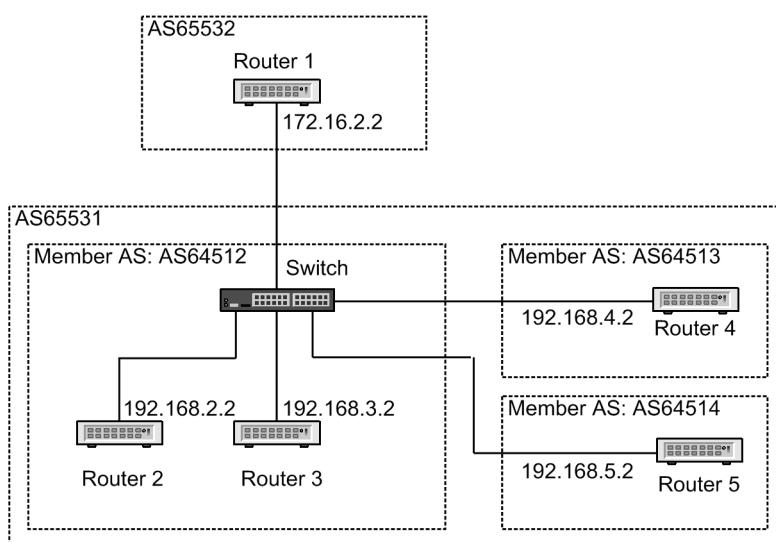 AS65532
Router 1
172.16.2.2
AS65531
Member AS: AS64512
Switch
192.168.2.2
192.168.3.2
Router 2
Router 3
Member AS: AS64513
192.168.4.2
Router 4
Member AS: AS64514
192.168.5.2
Router 5